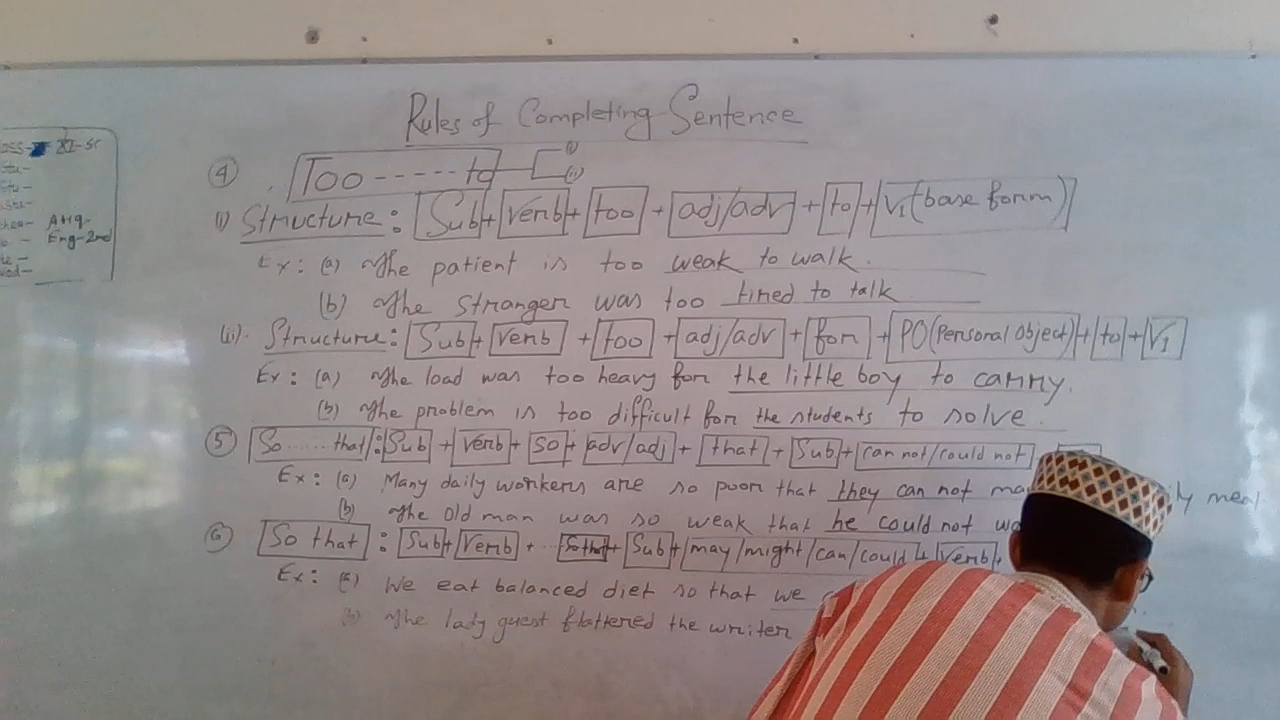 Rules of Completing Sentence
④ Too ----- to (i) (ii)
(i) Structure: Sub + verb + too + adj/adv + to + V₁ (base form)
Ex: (a) The patient is too weak to walk.
(b) The stranger was too tired to talk
(ii). Structure: Sub + verb + too + adj/adv + for + PO (Personal Object) + to + V₁
Ex: (a) The load was too heavy for the little boy to carry.
(b) The problem is too difficult for the students to solve.
⑤ So ...... that: Sub + verb + so + adv/adj + that + Sub + can not/could not
Ex: (a) Many daily workers are so poor that they can not meal
(b) The old man was so weak that he could not
⑥ So that: Sub + Verb + ... So that + Sub + may/might/can/could + verb +
Ex: (a) We eat balanced diet so that we
(b) The lady guest flattered the writer
XI-sc
Eng-2nd